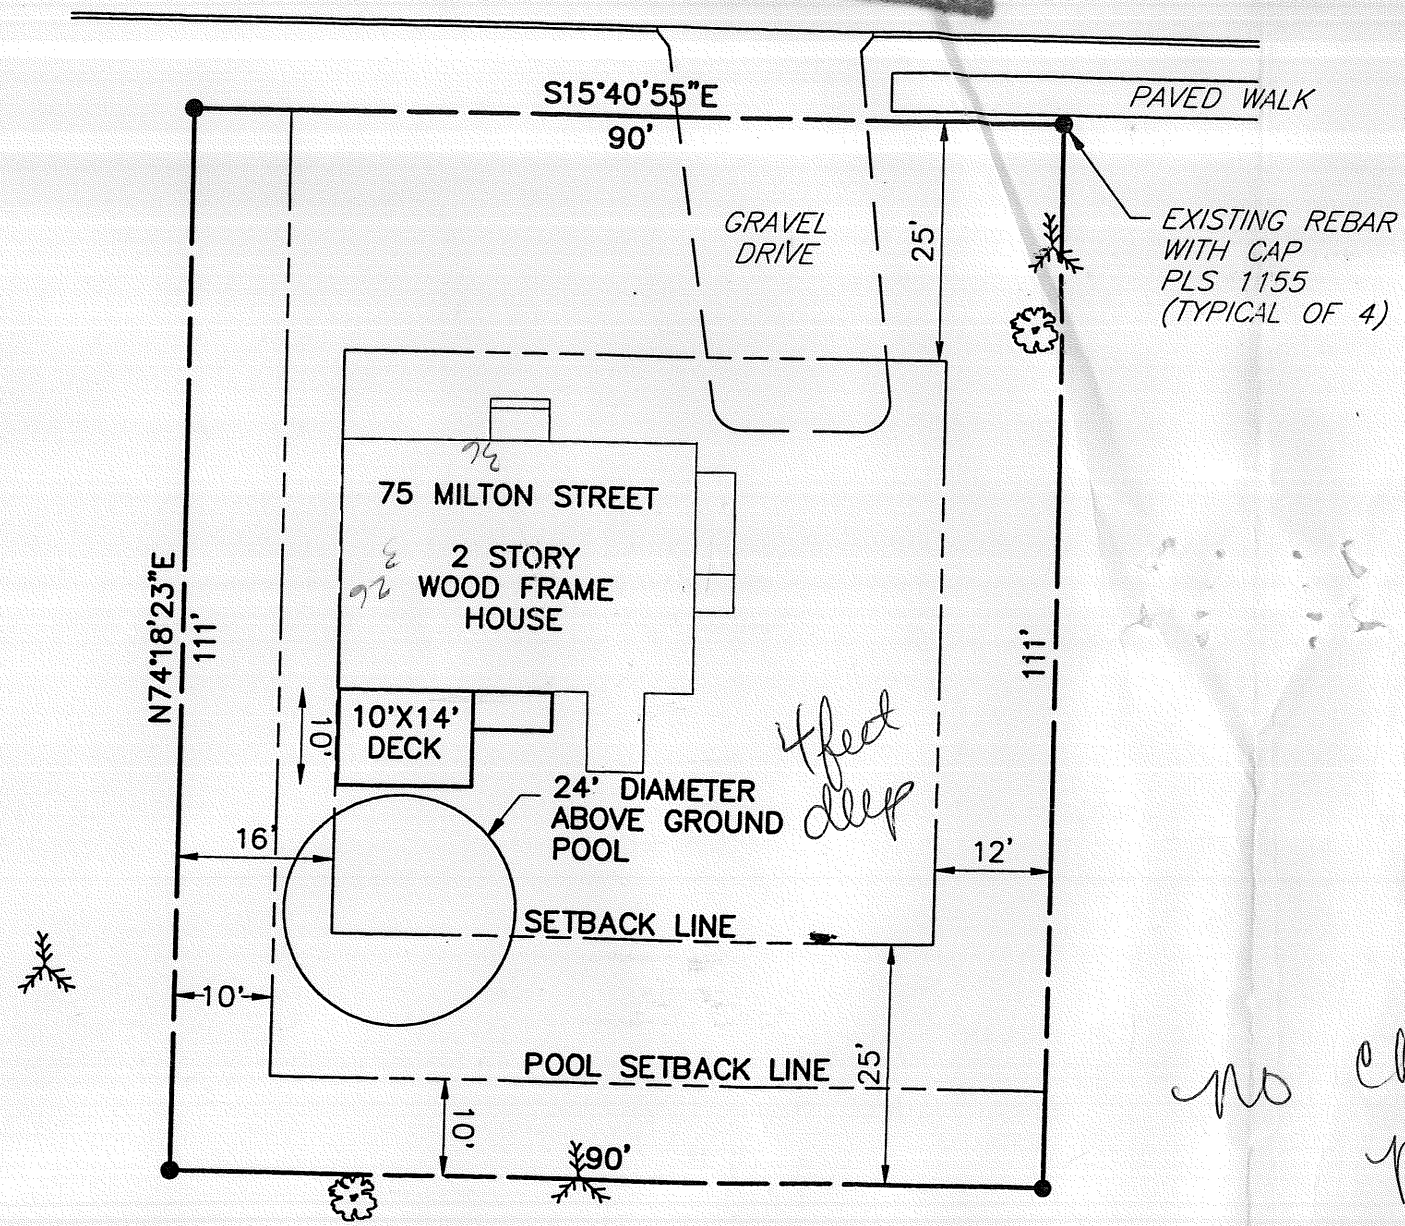 S15°40'55"E
90'
PAVED WALK
GRAVEL
DRIVE
25'
EXISTING REBAR
WITH CAP
PLS 1155
(TYPICAL OF 4)
36
75 MILTON STREET
2 STORY
WOOD FRAME
HOUSE
26
N74°18'23"E
111'
111'
10'X14'
DECK
10'
4 feet
deep
24' DIAMETER
ABOVE GROUND
POOL
16'
12'
SETBACK LINE
10'
POOL SETBACK LINE
25'
10'
90'
no